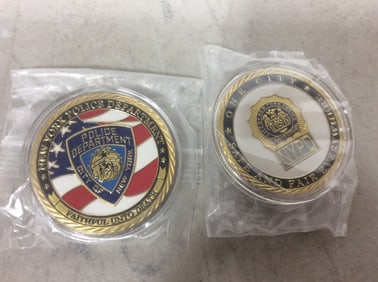 NEW YORK POLICE DEPARTMENT
POLICE
DEPARTMENT
CITY OF
NEW YORK
FAITHFUL UNTO DEATH
ONE CITY
SAFE AND FAIR
NYPD